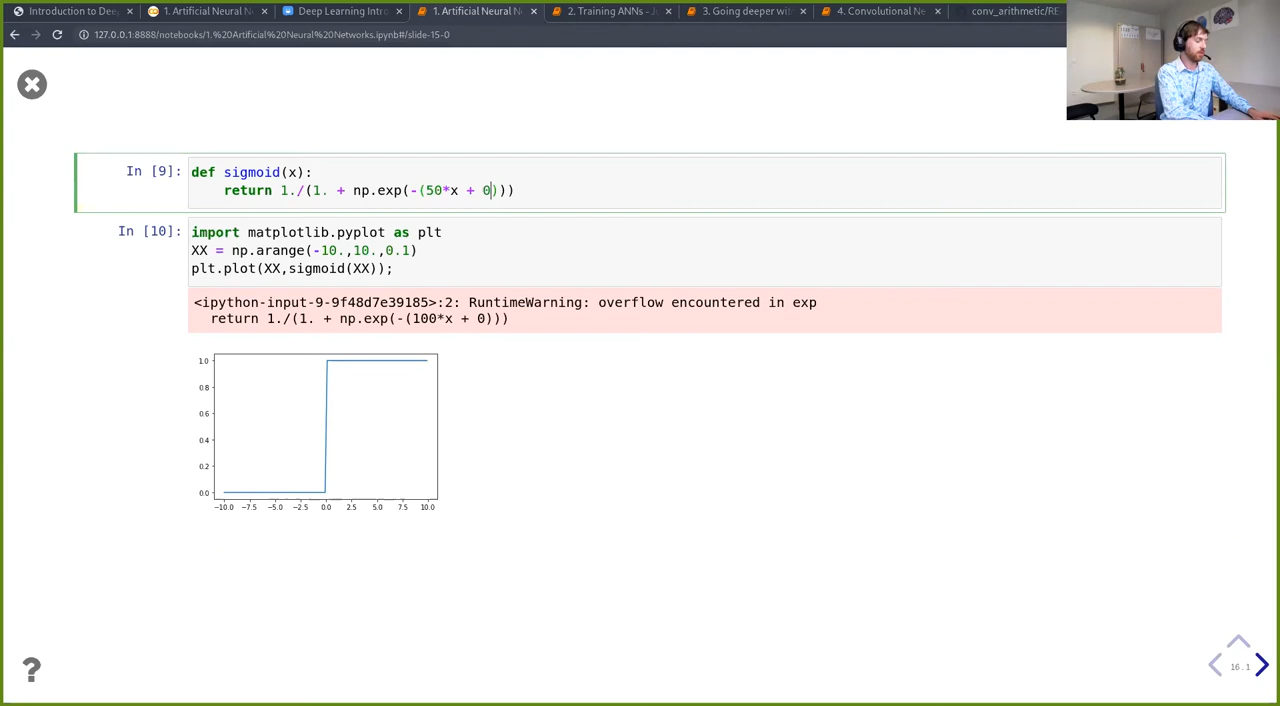 Introduction to Dee
1. Artificial Neural N
Deep Learning Intro
1. Artificial Neural N
2. Training ANNs - J
3. Going deeper wit
4. Convolutional Ne
conv_arithmetic/RE
127.0.0.1:8888/notebooks/1.%20Artificial%20Neural%20Networks.ipynb#/slide-15-0
In [9]: def sigmoid(x):
return 1./(1. + np.exp(-(50*x + 0)))
In [10]: import matplotlib.pyplot as plt
XX = np.arange(-10.,10.,0.1)
plt.plot(XX,sigmoid(XX));
<ipython-input-9-9f48d7e39185>:2: RuntimeWarning: overflow encountered in exp
return 1./(1. + np.exp(-(100*x + 0)))
1.0
0.8
0.6
0.4
0.2
0.0
−10.0 −7.5 −5.0 −2.5 0.0 2.5 5.0 7.5 10.0
?
16.1